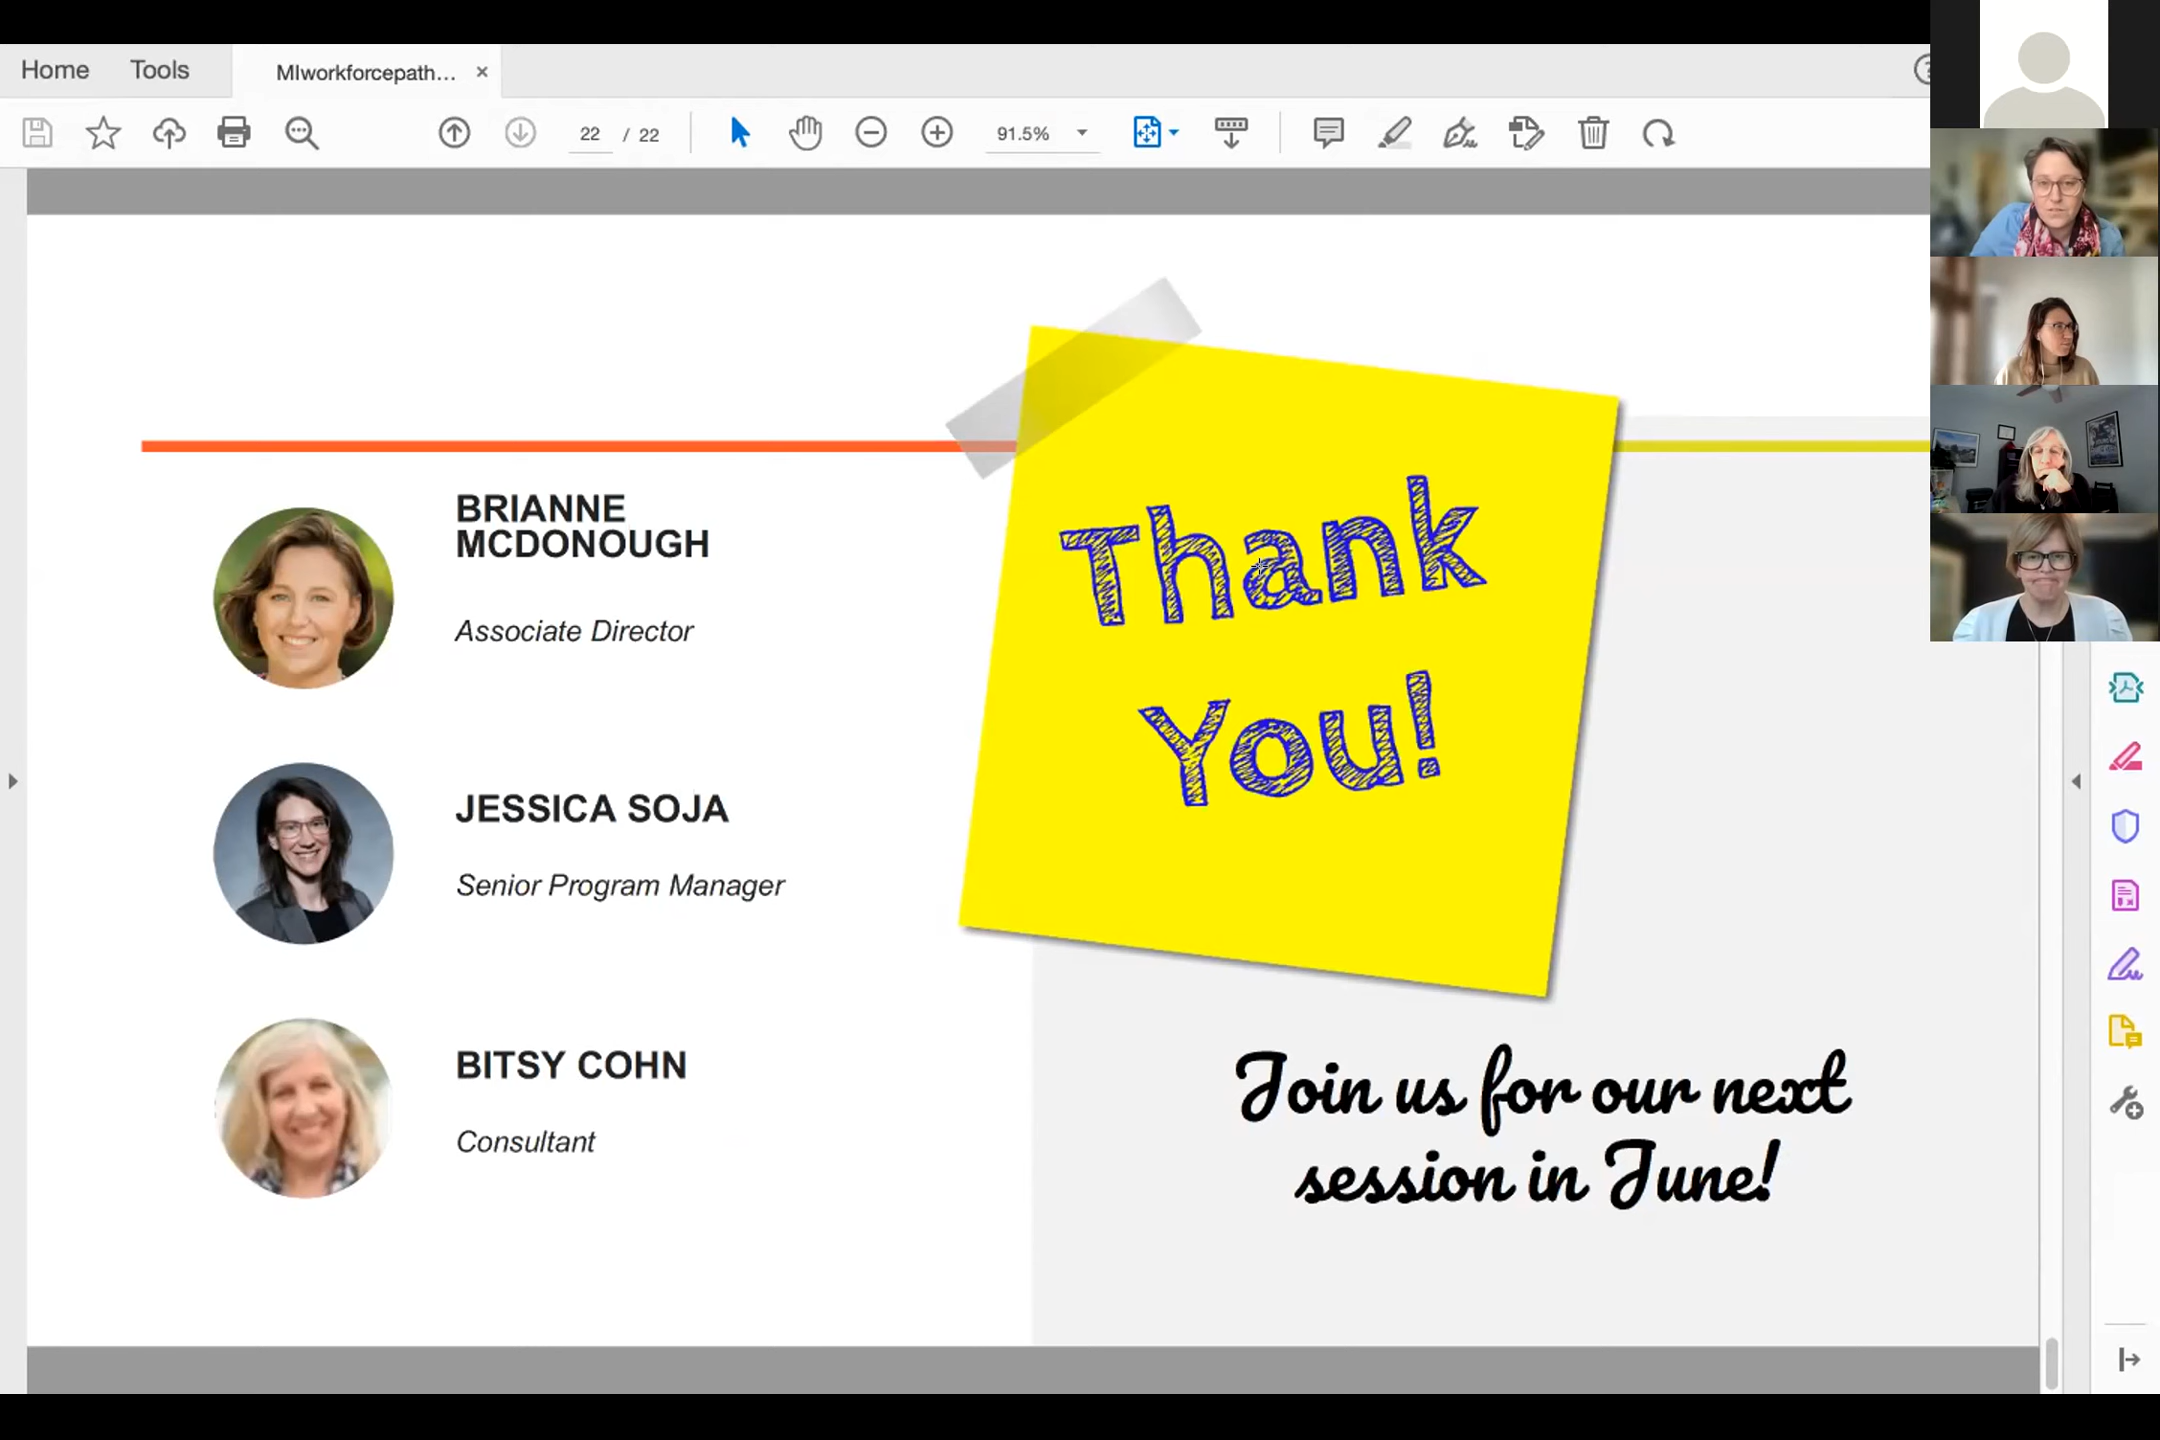 Home Tools MIworkforcepath... ×
22 / 22 91.5%
BRIANNE
MCDONOUGH
Associate Director
JESSICA SOJA
Senior Program Manager
BITSY COHN
Consultant
Thank
You!
Join us for our next
session in June!